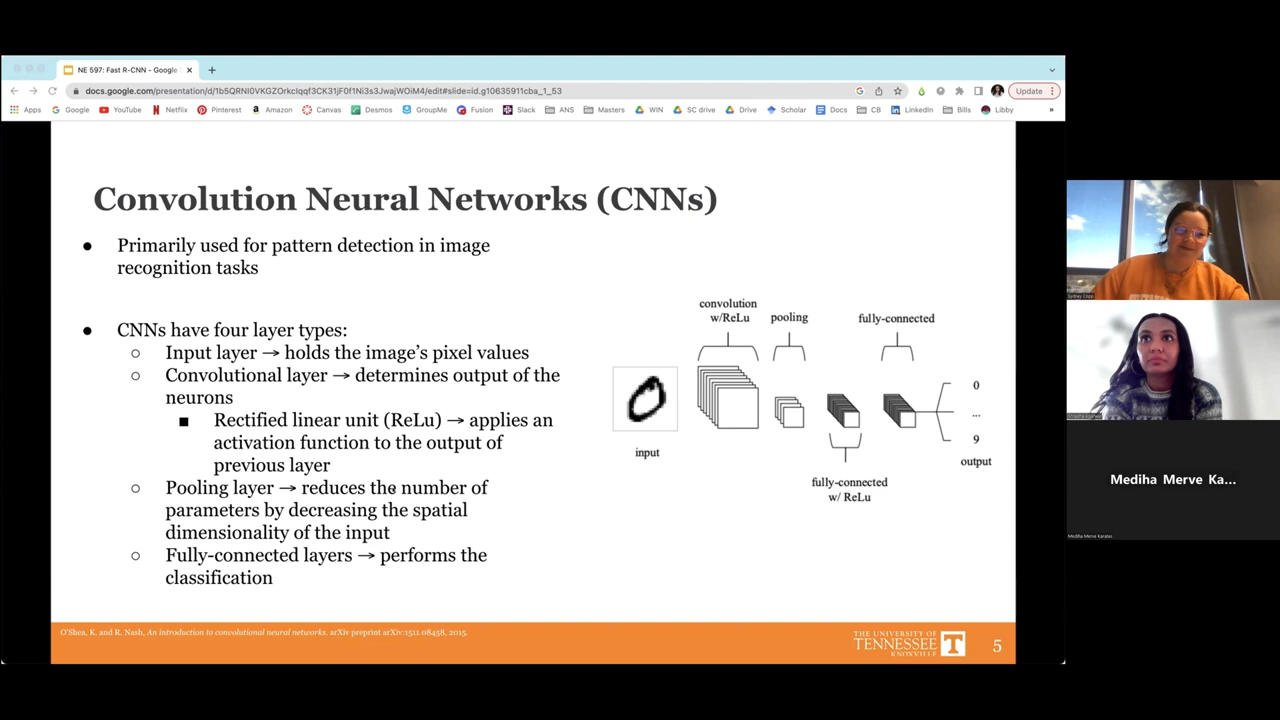 NE 597: Fast R-CNN - Google
docs.google.com/presentation/d/1b5QRNI0VKGZOrkcIqqf3CK31jF0f1Ni3s3JwajWOiM4/edit#slide=id.g10635911cba_1_53
Update
Apps Google YouTube Netflix Pinterest Amazon Canvas Desmos GroupMe Fusion Slack ANS Masters WIN SC drive Drive Scholar Docs CB LinkedIn Bills Libby »
Convolution Neural Networks (CNNs)
● Primarily used for pattern detection in image
recognition tasks
● CNNs have four layer types:
○ Input layer → holds the image's pixel values
○ Convolutional layer → determines output of the
neurons
■ Rectified linear unit (ReLu) → applies an
activation function to the output of
previous layer
○ Pooling layer → reduces the number of
parameters by decreasing the spatial
dimensionality of the input
○ Fully-connected layers → performs the
classification
convolution
w/ReLu
pooling
fully-connected
input
0
...
9
output
fully-connected
w/ ReLu
O'Shea, K. and R. Nash, An introduction to convolutional neural networks. arXiv preprint arXiv:1511.08458, 2015.
THE UNIVERSITY OF
TENNESSEE
KNOXVILLE
T
5
Sydney Copp
Mediha Merve Ka...
Mediha Merve Karatas